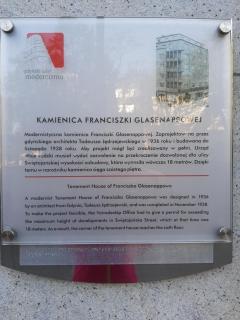 gdyński szlak
modernizmu
KAMIENICA FRANCISZKI GLASENAPPOWEJ
Modernistyczna kamienica Franciszki Glasenappowej. Zaprojektowana przez
gdyńskiego architekta Tadeusza Jędrzejewskiego w 1936 roku i budowana do
listopada 1938 roku. Aby projekt mógł być zrealizowany w pełni, Urząd
musiał wydać zezwolenie na przekroczenie dozwolonej dla ulicy
Świętojańskiej wysokości zabudowy, która wynosiła wówczas 18 metrów. Dzięki
temu w narożniku kamienica sięga szóstego piętra.
Tenement House of Franciszka Glasenappowa
A modernist Tenement House of Franciszka Glasenappowa was designed in 1936
by an architect from Gdynia, Tadeusz Jędrzejewski, and was completed in November 1938.
To make the project feasible, the Voivodeship Office had to give a permit for exceeding
the maximum height of developments in Świętojańska Street, which at that time was
18 meters. As a result, the corner of the tenement house reaches the sixth floor.